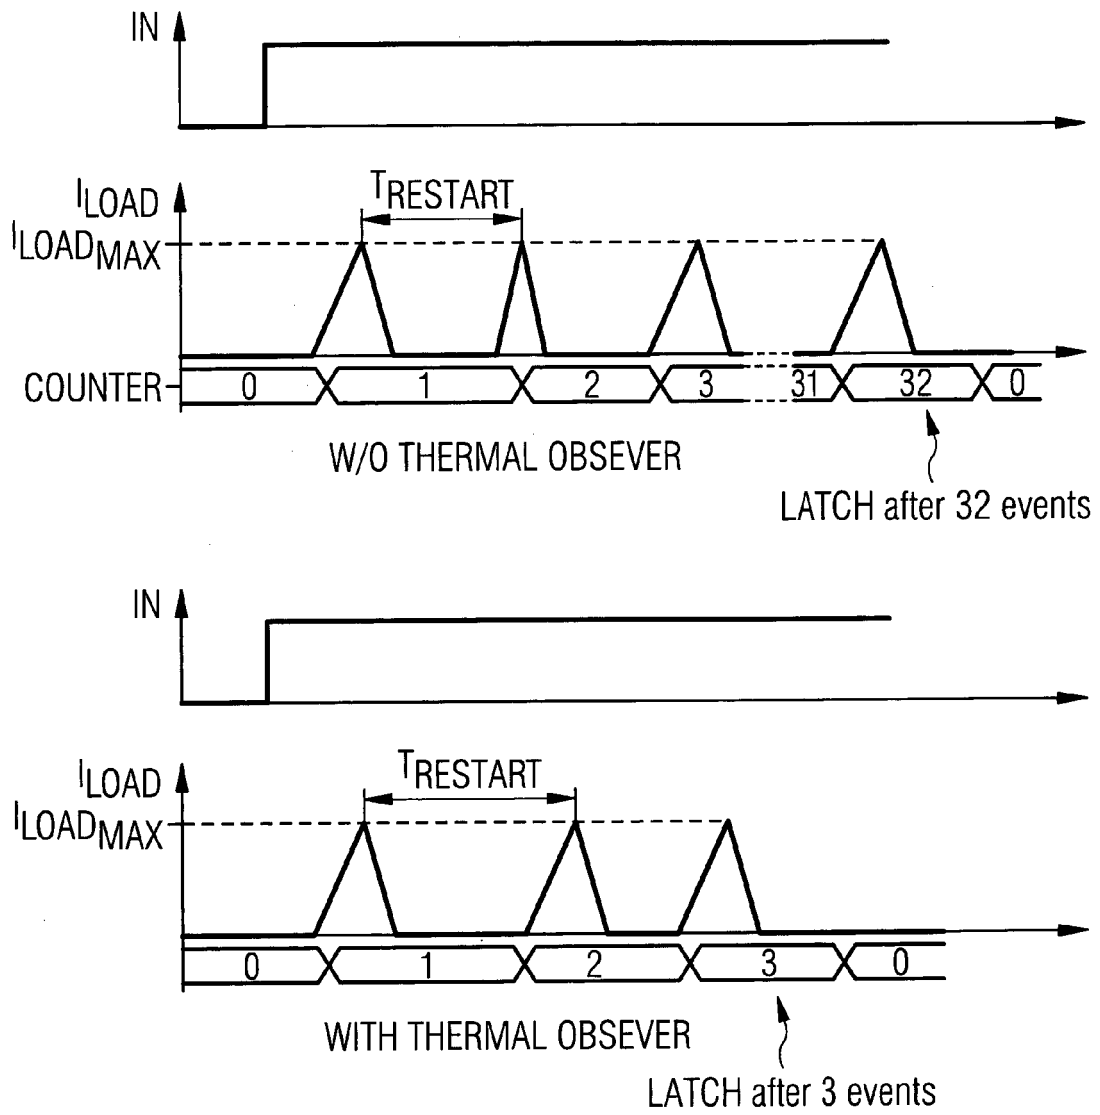 IN
TRESTART
ILOAD
ILOADMAX
COUNTER
0 1 2 3 31 32 0
W/O THERMAL OBSEVER
LATCH after 32 events
IN
TRESTART
ILOAD
ILOADMAX
0 1 2 3 0
WITH THERMAL OBSEVER
LATCH after 3 events